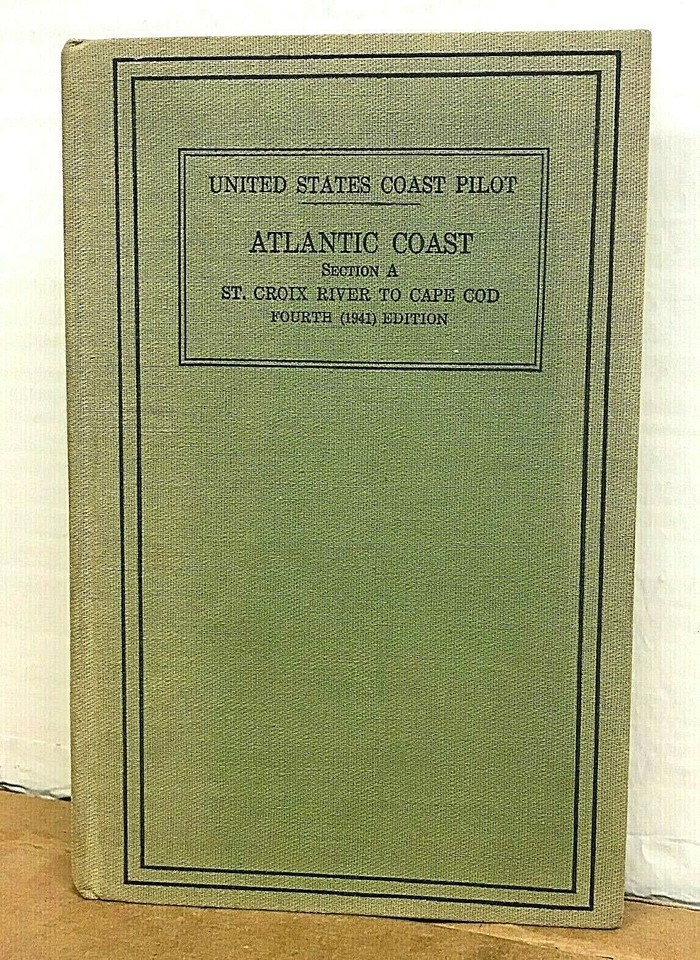 UNITED STATES COAST PILOT
ATLANTIC COAST
SECTION A
ST. CROIX RIVER TO CAPE COD
FOURTH (1941) EDITION